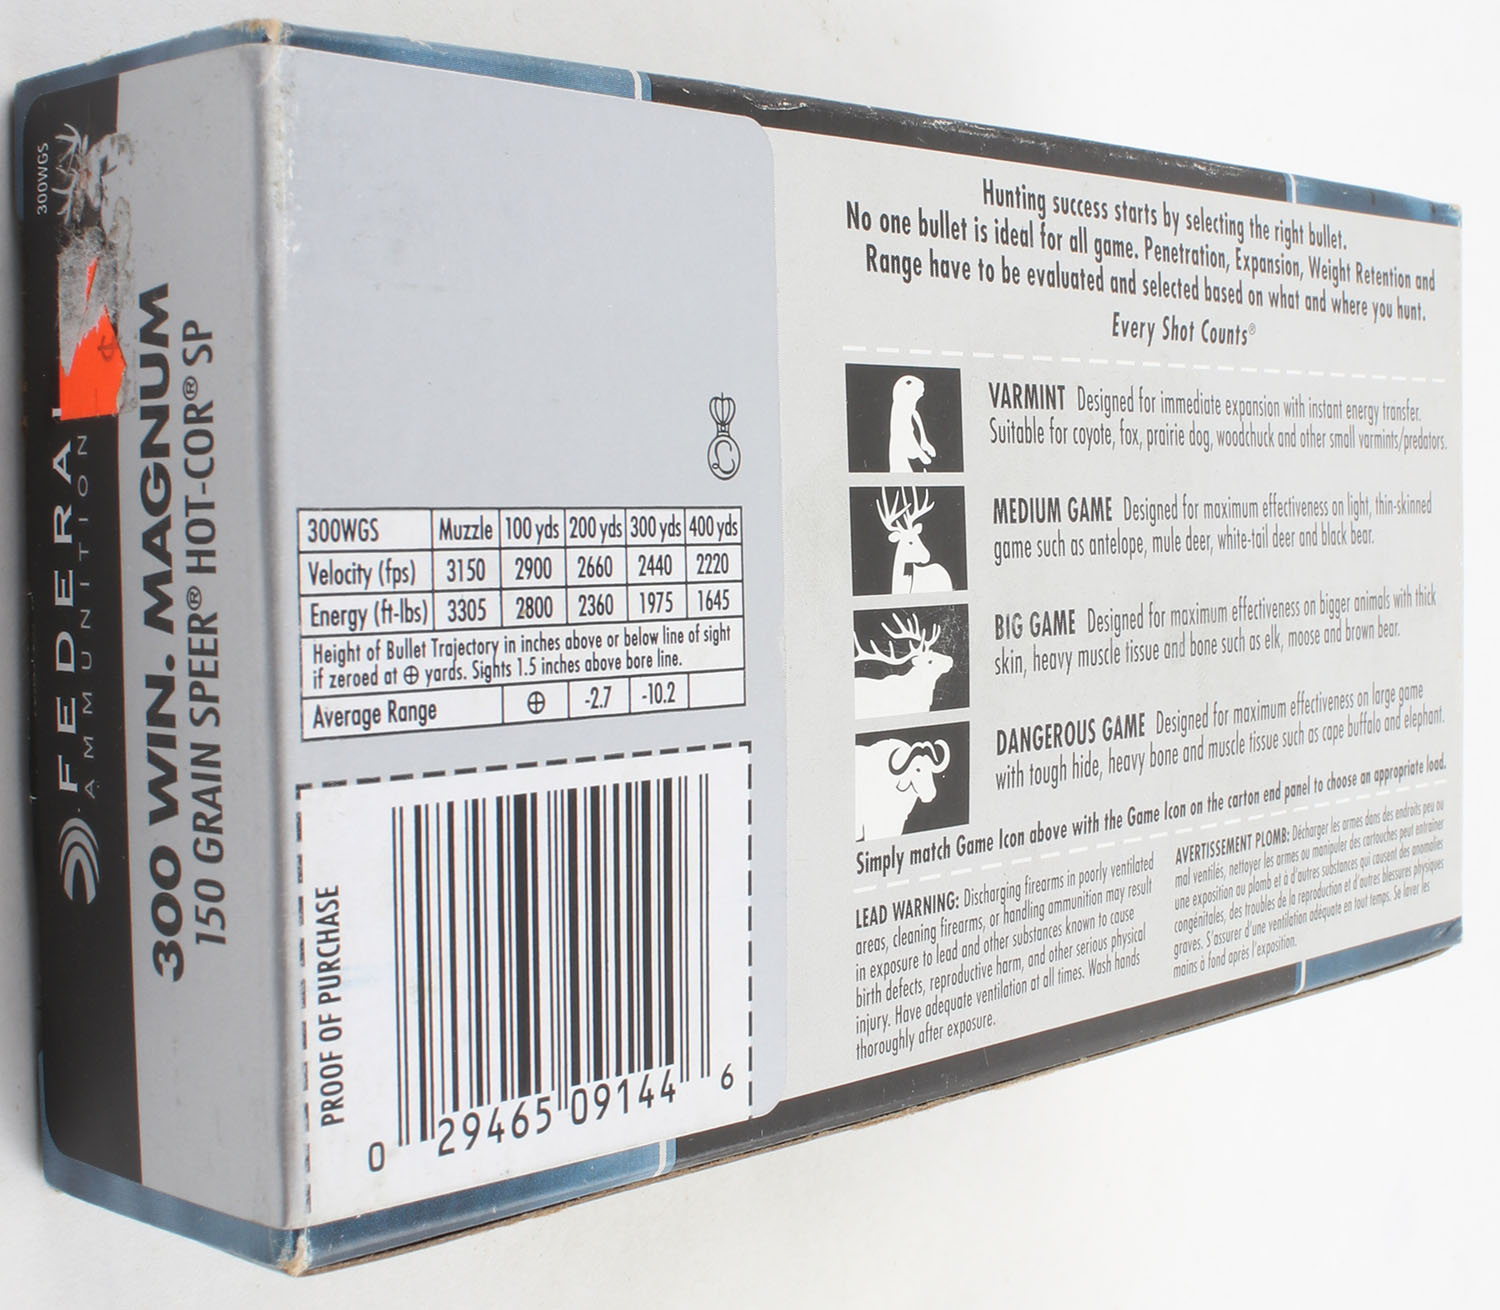 300WGS
FEDERA
AMMUNITION
300 WIN. MAGNUM
150 GRAIN SPEER® HOT-COR® SP
300WGS Muzzle 100 yds 200 yds 300 yds 400 yds
Velocity (fps) 3150 2900 2660 2440 2220
Energy (ft-lbs) 3305 2800 2360 1975 1645
Height of Bullet Trajectory in inches above or below line of sight
if zeroed at ⊕ yards. Sights 1.5 inches above bore line.
Average Range ⊕ -2.7 -10.2
PROOF OF PURCHASE
0 29465 09144 6
Hunting success starts by selecting the right bullet.
No one bullet is ideal for all game. Penetration, Expansion, Weight Retention and
Range have to be evaluated and selected based on what and where you hunt.
Every Shot Counts®
VARMINT Designed for immediate expansion with instant energy transfer.
Suitable for coyote, fox, prairie dog, woodchuck and other small varmints/predators.
MEDIUM GAME Designed for maximum effectiveness on light, thin-skinned
game such as antelope, mule deer, white-tail deer and black bear.
BIG GAME Designed for maximum effectiveness on bigger animals with thick
skin, heavy muscle tissue and bone such as elk, moose and brown bear.
DANGEROUS GAME Designed for maximum effectiveness on large game
with tough hide, heavy bone and muscle tissue such as cape buffalo and elephant.
Simply match Game Icon above with the Game Icon on the carton end panel to choose an appropriate load.
LEAD WARNING: Discharging firearms in poorly ventilated
areas, cleaning firearms, or handling ammunition may result
in exposure to lead and other substances known to cause
birth defects, reproductive harm, and other serious physical
injury. Have adequate ventilation at all times. Wash hands
thoroughly after exposure.
AVERTISSEMENT PLOMB: Décharger les armes dans des endroits peu ou
mal ventilés, nettoyer les armes ou manipuler des cartouches peut entraîner
une exposition au plomb et à d'autres substances qui causent des anomalies
congénitales, des troubles de la reproduction et d'autres blessures physiques
graves. S'assurer d'une ventilation adéquate en tout temps. Se laver les
mains à fond après l'exposition.